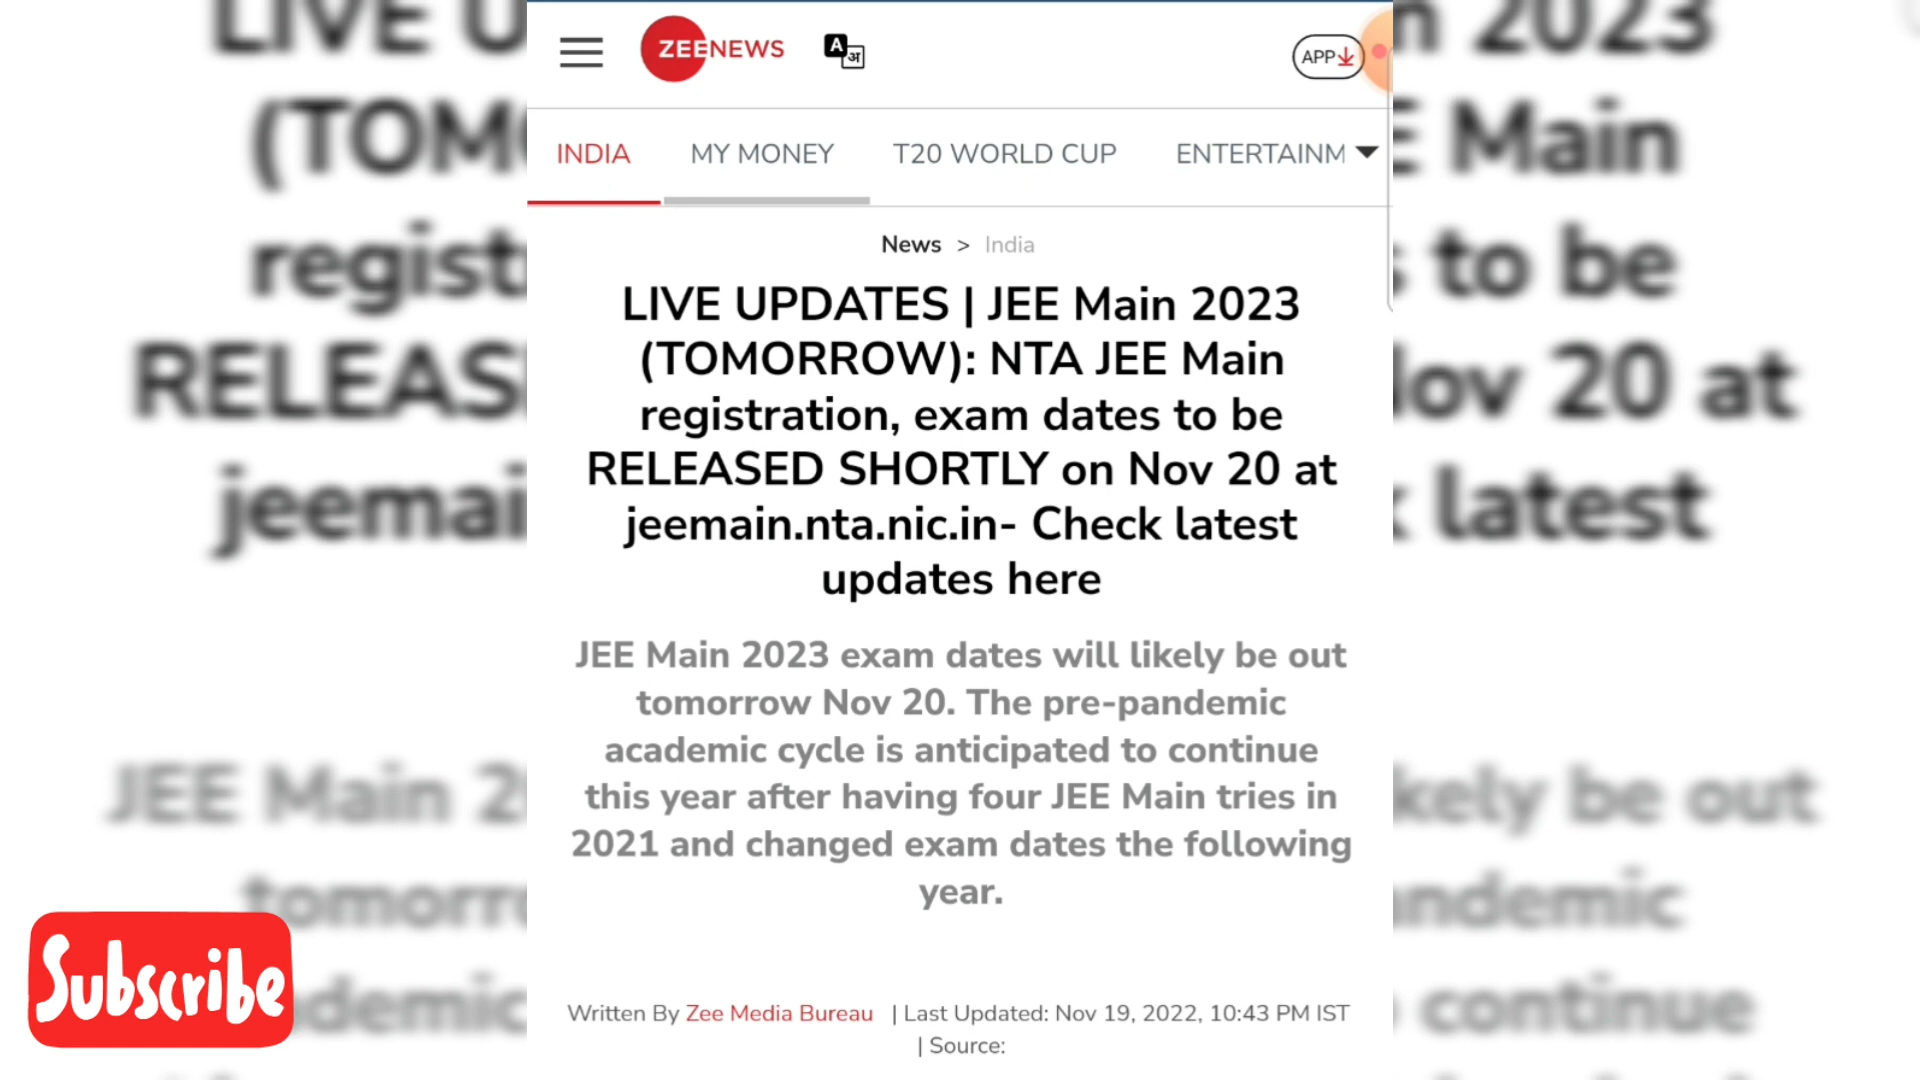 ZEENEWS
A अ
APP
INDIA MY MONEY T20 WORLD CUP ENTERTAINM
News > India
LIVE UPDATES | JEE Main 2023
(TOMORROW): NTA JEE Main
registration, exam dates to be
RELEASED SHORTLY on Nov 20 at
jeemain.nta.nic.in- Check latest
updates here
JEE Main 2023 exam dates will likely be out
tomorrow Nov 20. The pre-pandemic
academic cycle is anticipated to continue
this year after having four JEE Main tries in
2021 and changed exam dates the following
year.
Written By Zee Media Bureau | Last Updated: Nov 19, 2022, 10:43 PM IST
| Source:
Subscribe